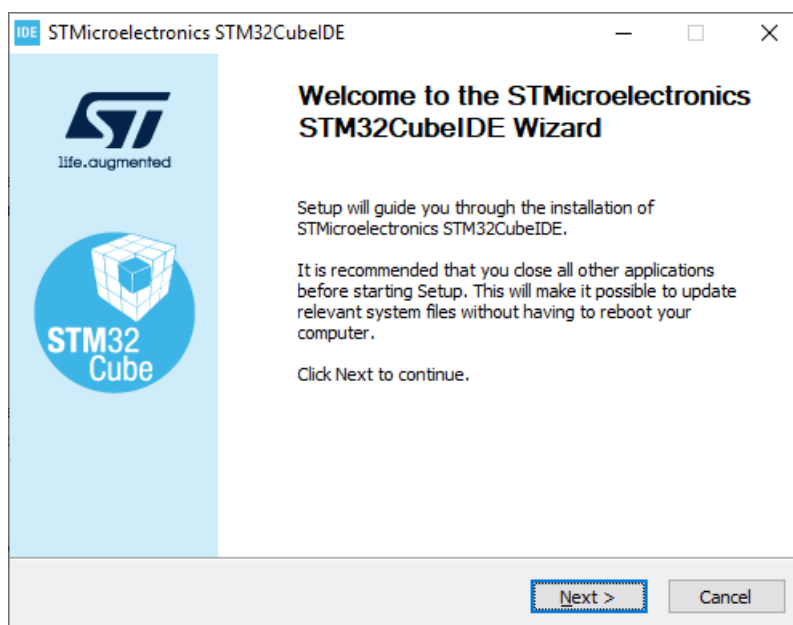 IDE STMicroelectronics STM32CubeIDE
ST
life.augmented
STM32
Cube
Welcome to the STMicroelectronics
STM32CubeIDE Wizard
Setup will guide you through the installation of
STMicroelectronics STM32CubeIDE.
It is recommended that you close all other applications
before starting Setup. This will make it possible to update
relevant system files without having to reboot your
computer.
Click Next to continue.
Next >
Cancel